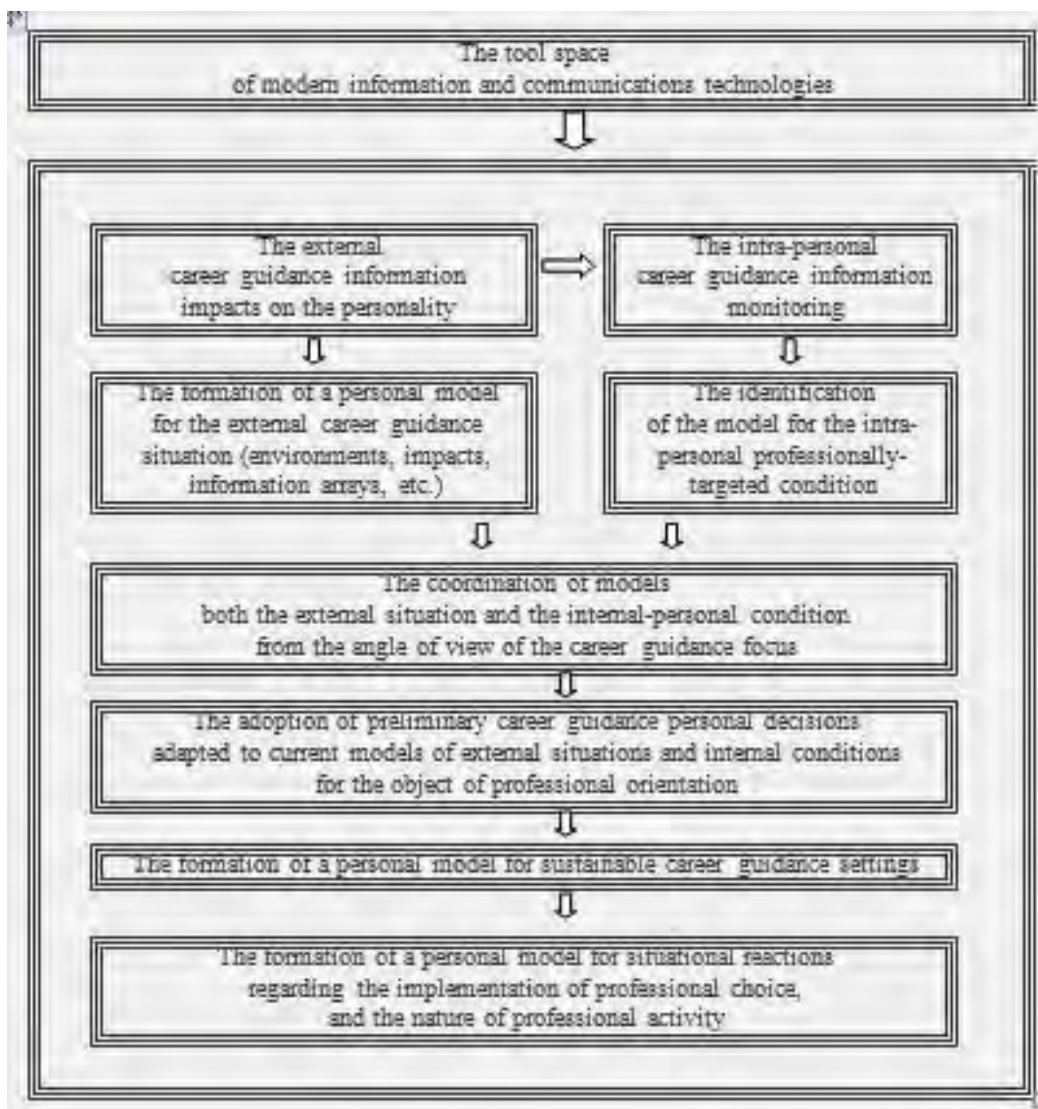 The tool space
of modern information and communications technologies
The external
career guidance information
impacts on the personality
The intra-personal
career guidance information
monitoring
The formation of a personal model
for the external career guidance
situation (environments, impacts,
information arrays, etc.)
The identification
of the model for the intra-
personal professionally-
targeted condition
The coordination of models
both the external situation and the internal-personal condition
from the angle of view of the career guidance focus
The adoption of preliminary career guidance personal decisions
adapted to current models of external situations and internal conditions
for the object of professional orientation
The formation of a personal model for sustainable career guidance settings
The formation of a personal model for situational reactions
regarding the implementation of professional choice,
and the nature of professional activity